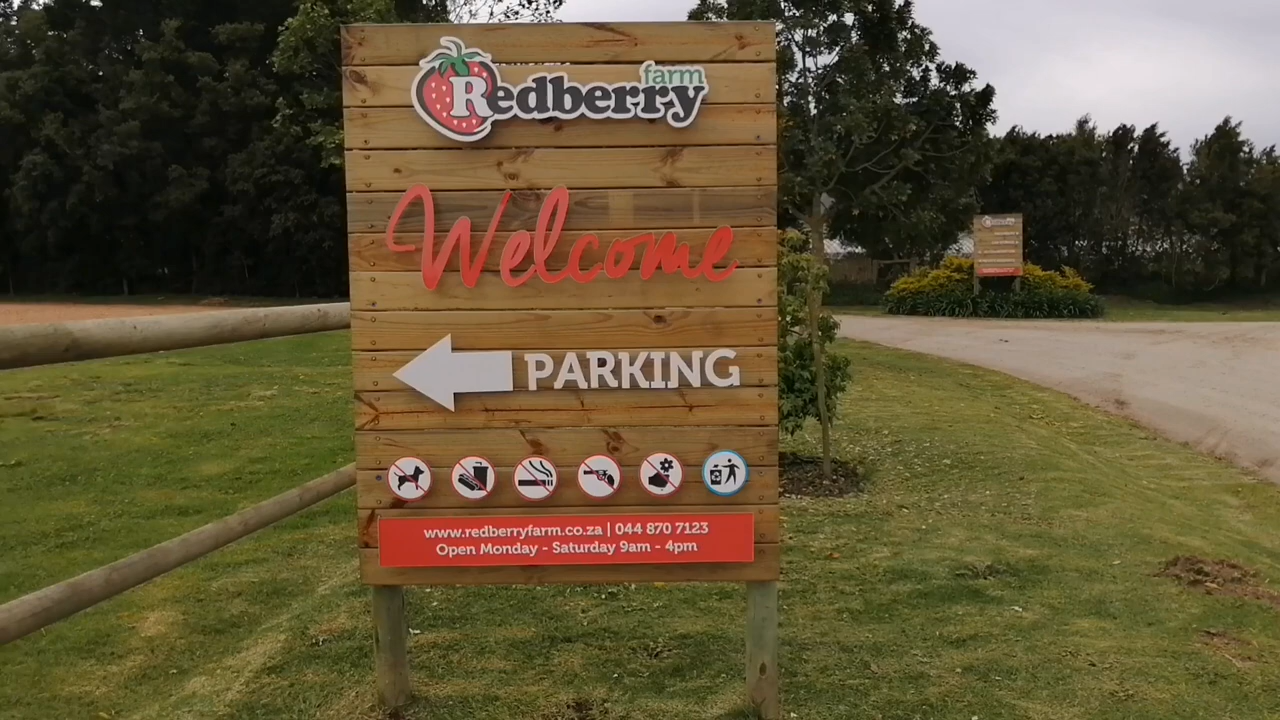 Redberry farm
Welcome
PARKING
www.redberryfarm.co.za | 044 870 7123
Open Monday - Saturday 9am - 4pm